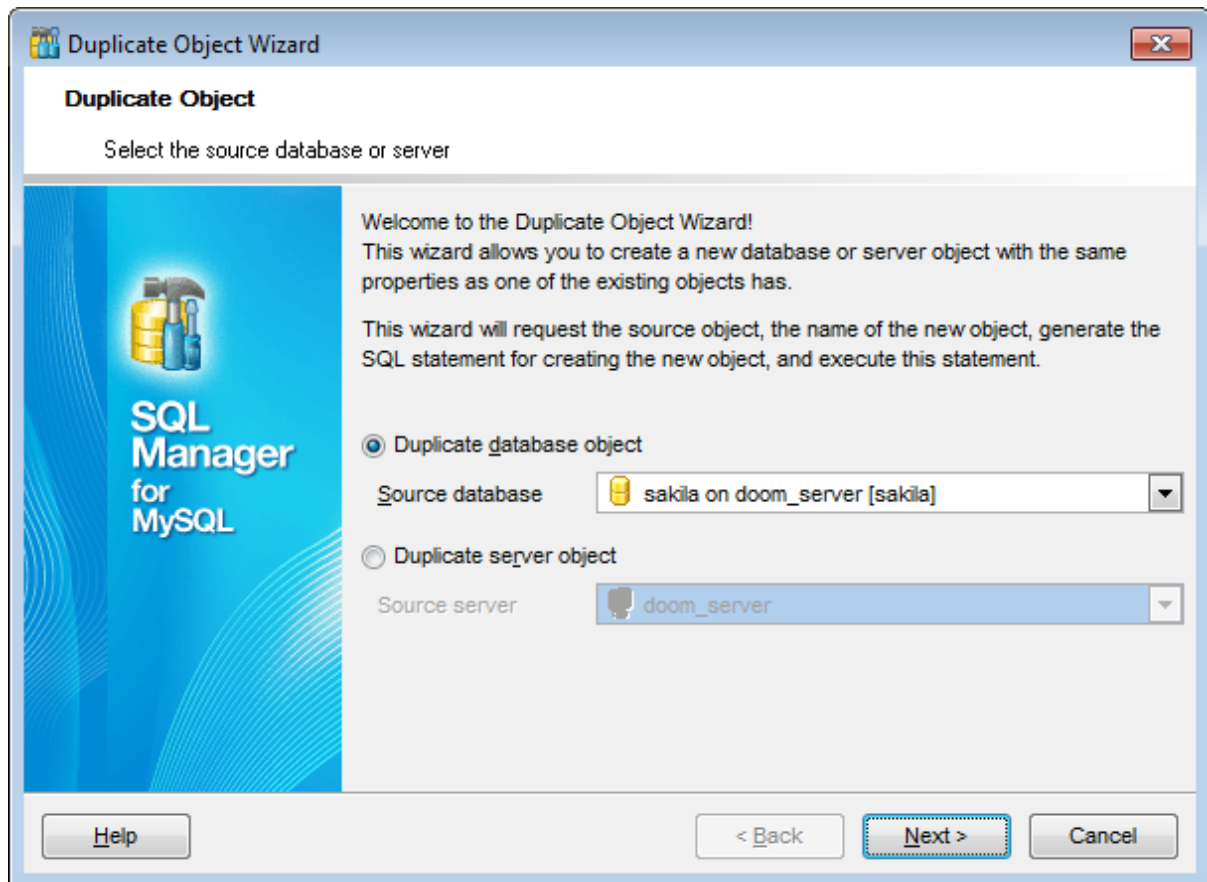 Duplicate Object Wizard
Duplicate Object
Select the source database or server
Welcome to the Duplicate Object Wizard!
This wizard allows you to create a new database or server object with the same
properties as one of the existing objects has.
This wizard will request the source object, the name of the new object, generate the
SQL statement for creating the new object, and execute this statement.
SQL
Manager
for
MySQL
Duplicate database object
Source database
sakila on doom_server [sakila]
Duplicate server object
Source server
doom_server
Help
< Back
Next >
Cancel